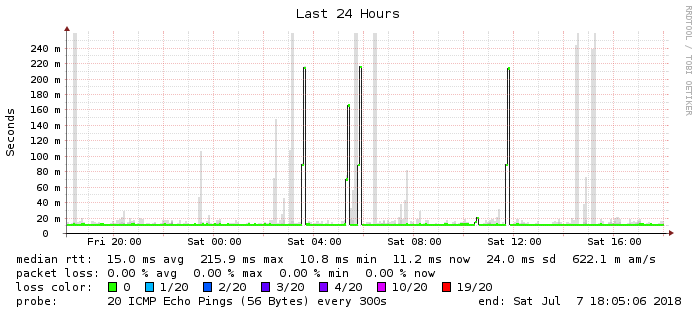 Last 24 Hours
RRDTOOL / TOBI OETIKER
Seconds
240 m
220 m
200 m
180 m
160 m
140 m
120 m
100 m
80 m
60 m
40 m
20 m
0
Fri 20:00 Sat 00:00 Sat 04:00 Sat 08:00 Sat 12:00 Sat 16:00
median rtt: 15.0 ms avg 215.9 ms max 10.8 ms min 11.2 ms now 24.0 ms sd 622.1 m am/s
packet loss: 0.00 % avg 0.00 % max 0.00 % min 0.00 % now
loss color: 0 1/20 2/20 3/20 4/20 10/20 19/20
probe: 20 ICMP Echo Pings (56 Bytes) every 300s end: Sat Jul 7 18:05:06 2018